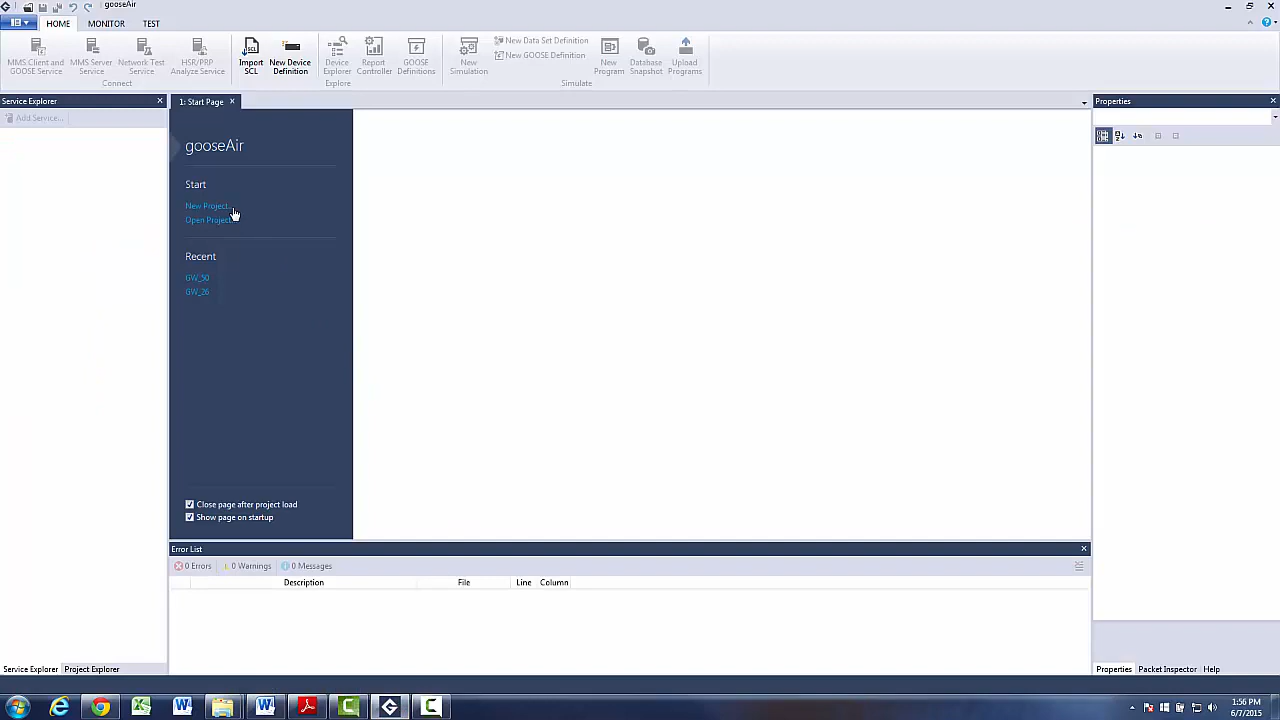 gooseAir
HOME MONITOR TEST
MMS Client and GOOSE Service
MMS Server Service
Network Test Service
HSR/PRP Analyze Service
Connect
Import SCL
New Device Definition
Device Explorer
Report Controller
GOOSE Definitions
Explore
New Simulation
New Data Set Definition
New GOOSE Definition
New Program
Database Snapshot
Upload Programs
Simulate
Service Explorer
Add Service...
1: Start Page
Properties
gooseAir
Start
New Project...
Open Project...
Recent
GW_50
GW_26
Close page after project load
Show page on startup
Error List
0 Errors 0 Warnings 0 Messages
Description File Line Column
Service Explorer Project Explorer
Properties Packet Inspector Help
1:56 PM
6/7/2015